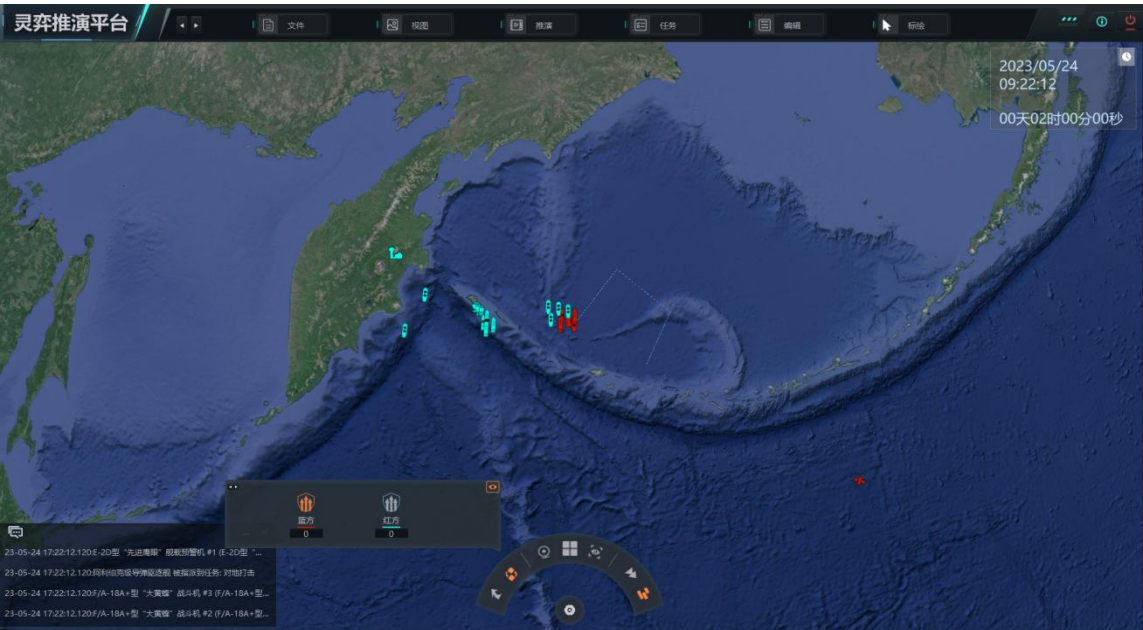 灵弈推演平台
文件
视图
推演
任务
编辑
标绘
2023/05/24
09:22:12
00天02时00分00秒
蓝方
红方
0
0
23-05-24 17:22:12.120:E-2D型 "先进鹰眼" 舰载预警机 #1 (E-2D型 "...
23-05-24 17:22:12.120:阿利伯克级导弹驱逐舰 被指派到任务: 对地打击
23-05-24 17:22:12.120:F/A-18A+型 "大黄蜂" 战斗机 #3 (F/A-18A+型...
23-05-24 17:22:12.120:F/A-18A+型 "大黄蜂" 战斗机 #2 (F/A-18A+型...